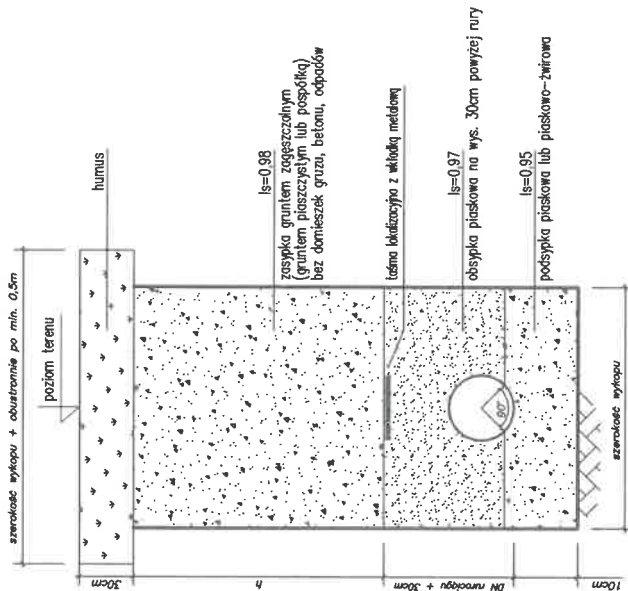 szerokość wykopu + obustronnie po min. 0,5m
poziom terenu
humus
Is=0,98
zasypka gruntem zagęszczalnym
(gruntem piaszczystym lub pospółką)
bez domieszek gruzu, betonu, odpadów
taśma lokalizacyjna z wkładką metalową
Is=0,97
obsypka piaskowa na wys. 30cm powyżej rury
Is=0,95
podsypka piaskowa lub piaskowo-żwirowa
90°
30cm
h
DN rurociągu + 30cm
10cm
szerokość wykopu